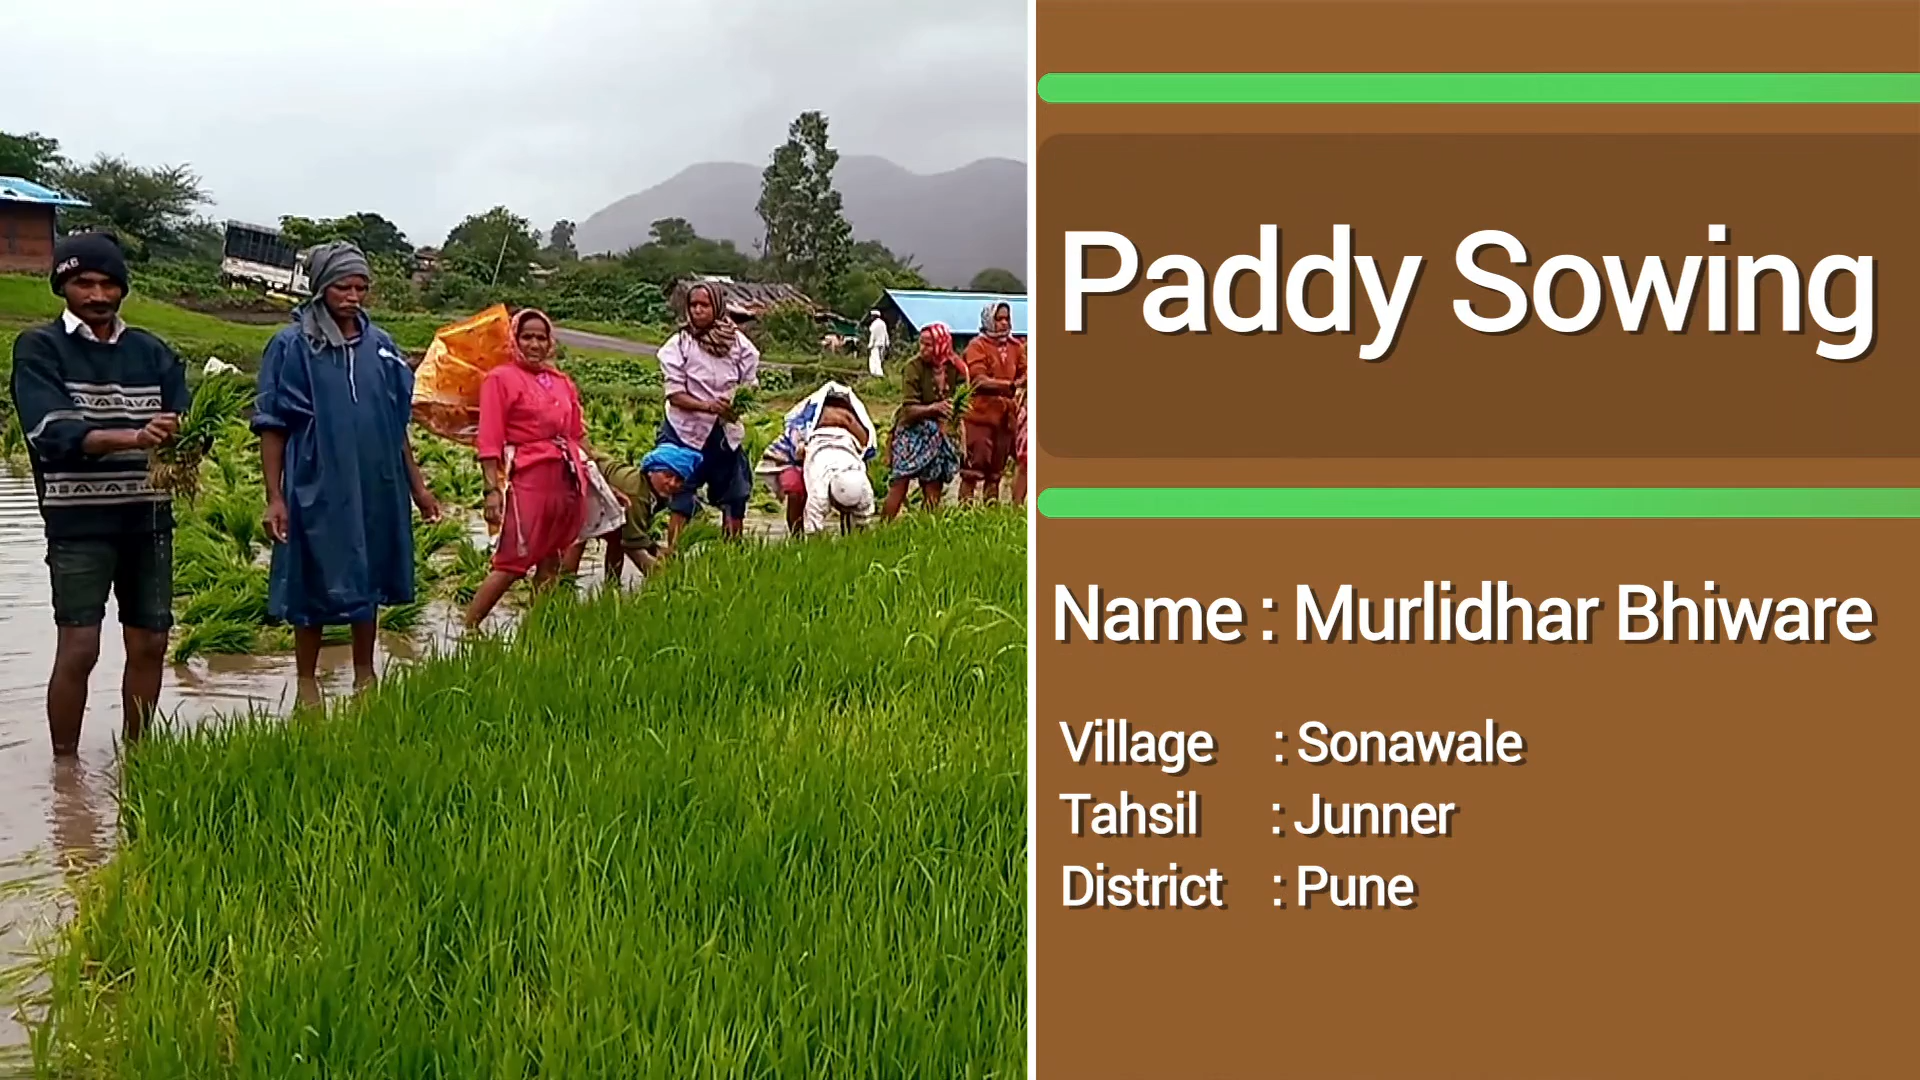 Paddy Sowing
Name : Murlidhar Bhiware
Village : Sonawale
Tahsil : Junner
District : Pune